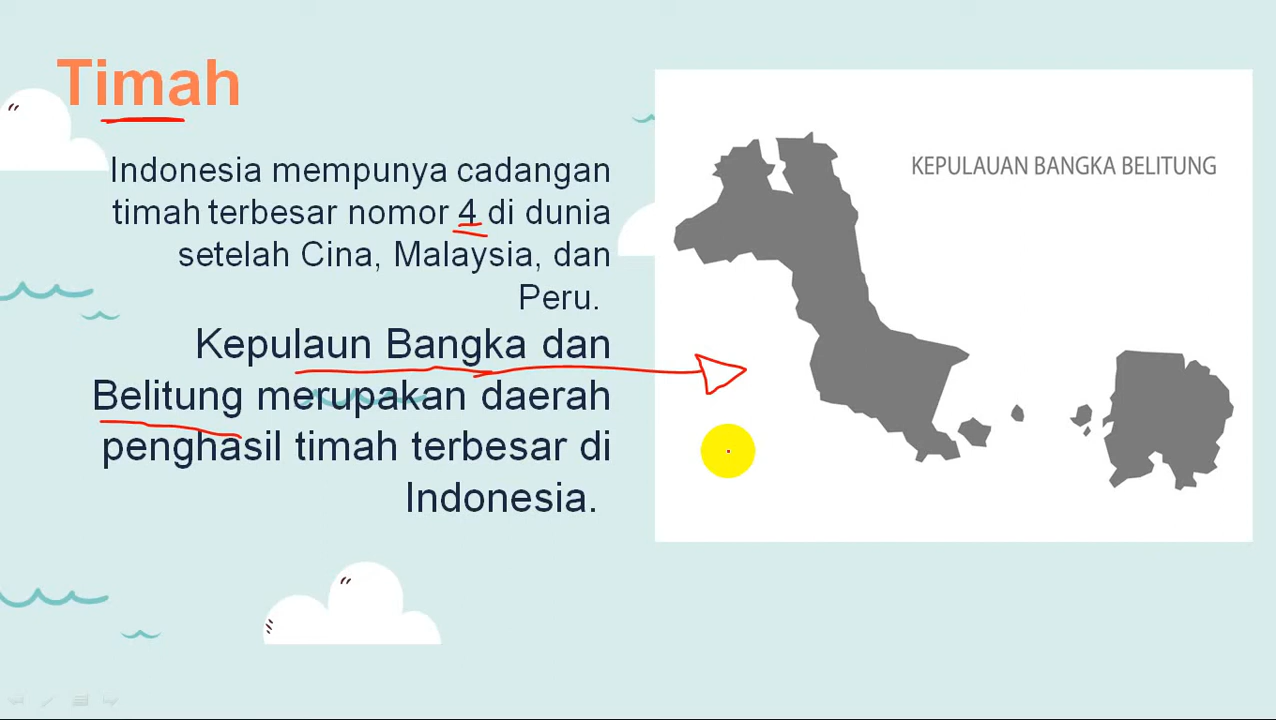 Timah
Indonesia mempunya cadangan
timah terbesar nomor 4 di dunia
setelah Cina, Malaysia, dan
Peru.
Kepulaun Bangka dan
Belitung merupakan daerah
penghasil timah terbesar di
Indonesia.
KEPULAUAN BANGKA BELITUNG